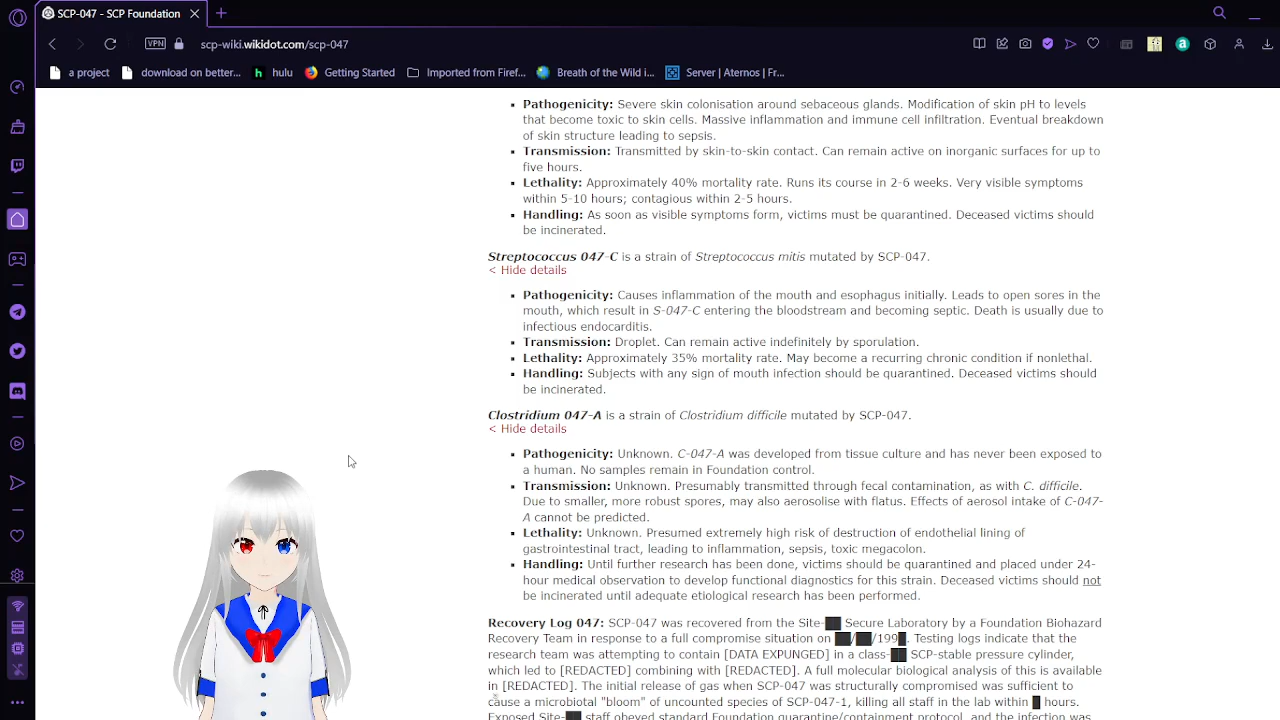 SCP-047 - SCP Foundation
VPN
scp-wiki.wikidot.com/scp-047
a project
download on better...
h hulu
Getting Started
Imported from Firef...
Breath of the Wild i...
Server | Aternos | Fr...
Pathogenicity: Severe skin colonisation around sebaceous glands. Modification of skin pH to levels
that become toxic to skin cells. Massive inflammation and immune cell infiltration. Eventual breakdown
of skin structure leading to sepsis.
Transmission: Transmitted by skin-to-skin contact. Can remain active on inorganic surfaces for up to
five hours.
Lethality: Approximately 40% mortality rate. Runs its course in 2-6 weeks. Very visible symptoms
within 5-10 hours; contagious within 2-5 hours.
Handling: As soon as visible symptoms form, victims must be quarantined. Deceased victims should
be incinerated.
Streptococcus 047-C is a strain of Streptococcus mitis mutated by SCP-047.
< Hide details
Pathogenicity: Causes inflammation of the mouth and esophagus initially. Leads to open sores in the
mouth, which result in S-047-C entering the bloodstream and becoming septic. Death is usually due to
infectious endocarditis.
Transmission: Droplet. Can remain active indefinitely by sporulation.
Lethality: Approximately 35% mortality rate. May become a recurring chronic condition if nonlethal.
Handling: Subjects with any sign of mouth infection should be quarantined. Deceased victims should
be incinerated.
Clostridium 047-A is a strain of Clostridium difficile mutated by SCP-047.
< Hide details
Pathogenicity: Unknown. C-047-A was developed from tissue culture and has never been exposed to
a human. No samples remain in Foundation control.
Transmission: Unknown. Presumably transmitted through fecal contamination, as with C. difficile.
Due to smaller, more robust spores, may also aerosolise with flatus. Effects of aerosol intake of C-047-
A cannot be predicted.
Lethality: Unknown. Presumed extremely high risk of destruction of endothelial lining of
gastrointestinal tract, leading to inflammation, sepsis, toxic megacolon.
Handling: Until further research has been done, victims should be quarantined and placed under 24-
hour medical observation to develop functional diagnostics for this strain. Deceased victims should not
be incinerated until adequate etiological research has been performed.
Recovery Log 047: SCP-047 was recovered from the Site-██ Secure Laboratory by a Foundation Biohazard
Recovery Team in response to a full compromise situation on ██/██/199█. Testing logs indicate that the
research team was attempting to contain [DATA EXPUNGED] in a class-██ SCP-stable pressure cylinder,
which led to [REDACTED] combining with [REDACTED]. A full molecular biological analysis of this is available
in [REDACTED]. The initial release of gas when SCP-047 was structurally compromised was sufficient to
cause a microbiotal "bloom" of uncounted species of SCP-047-1, killing all staff in the lab within █ hours.
Exposed Site-██ staff obeyed standard Foundation quarantine/containment protocol, and the infection was